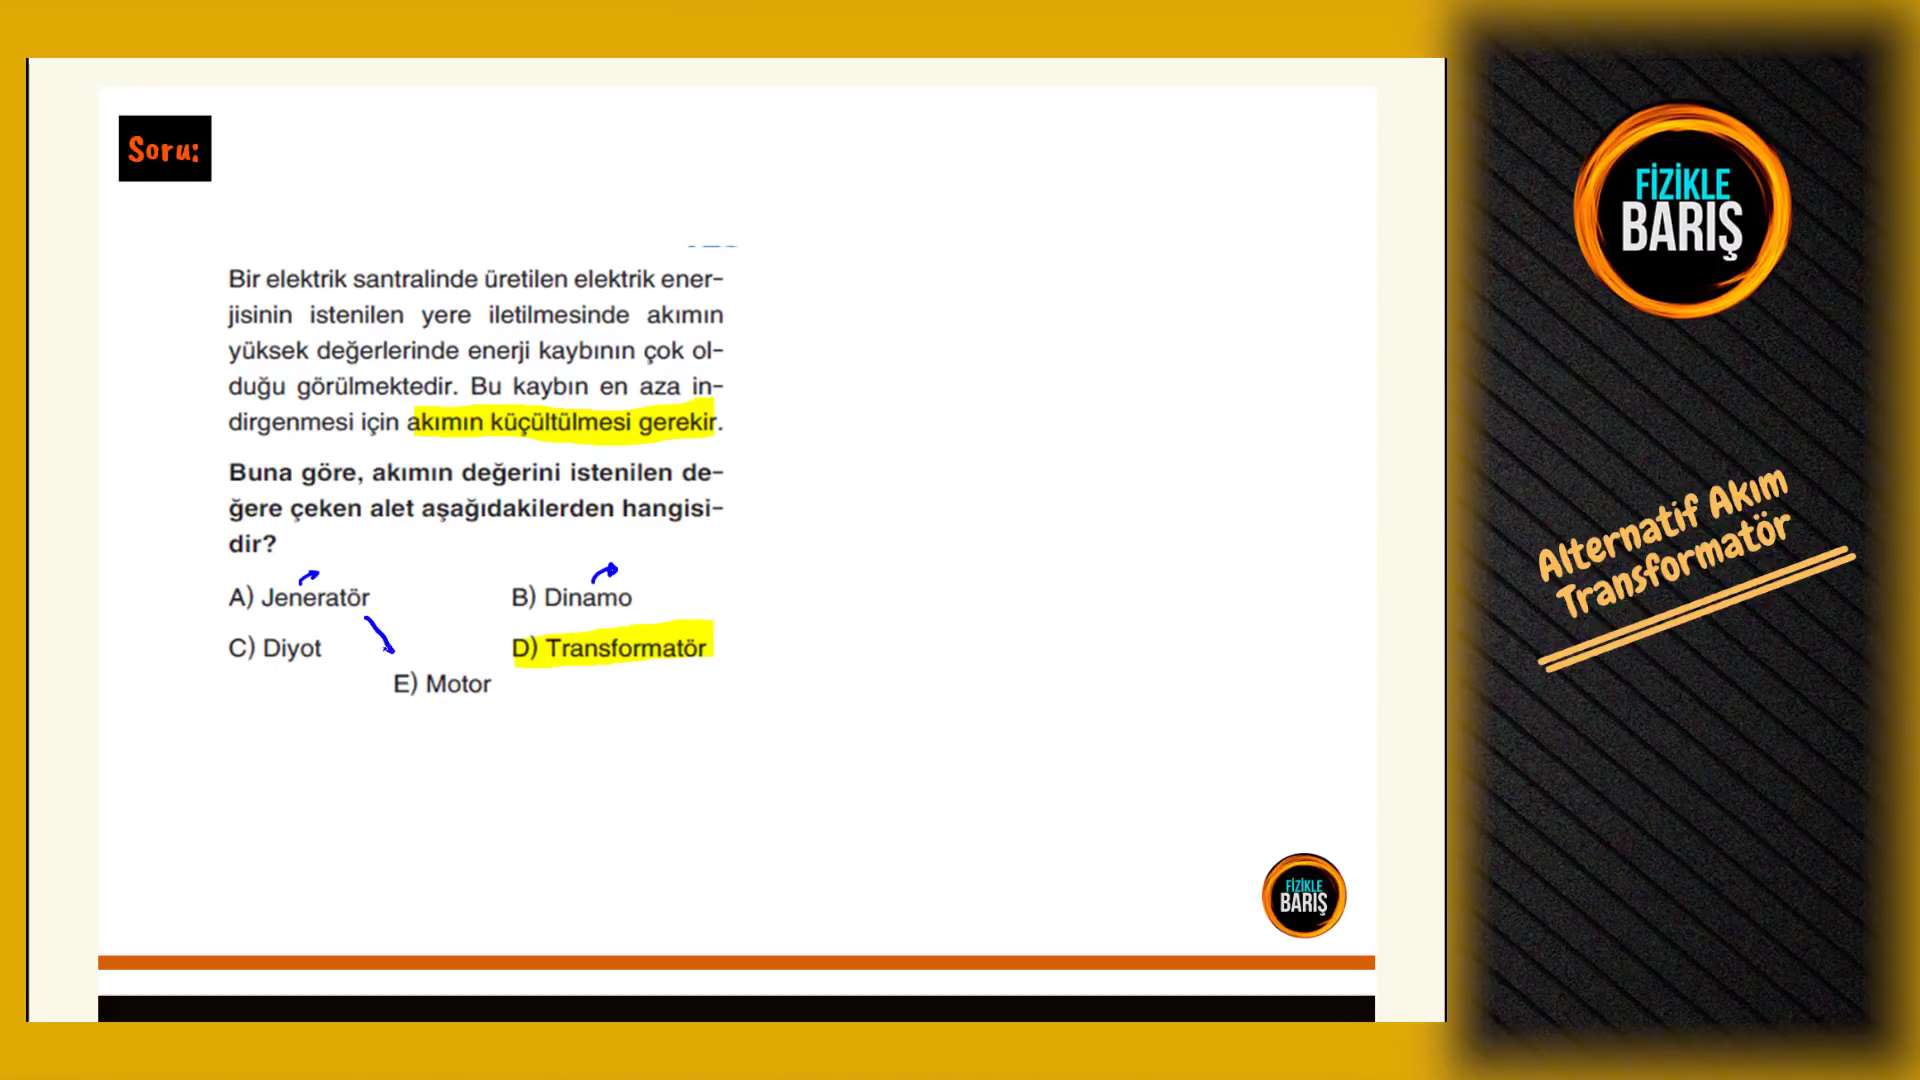 Soru:
Bir elektrik santralinde üretilen elektrik ener-
jisinin istenilen yere iletilmesinde akımın
yüksek değerlerinde enerji kaybının çok ol-
duğu görülmektedir. Bu kaybın en aza in-
dirgenmesi için akımın küçültülmesi gerekir.
Buna göre, akımın değerini istenilen de-
ğere çeken alet aşağıdakilerden hangisi-
dir?
A) Jeneratör
B) Dinamo
C) Diyot
D) Transformatör
E) Motor
FİZİKLE
BARIŞ
FİZİKLE
BARIŞ
Alternatif Akım
Transformatör